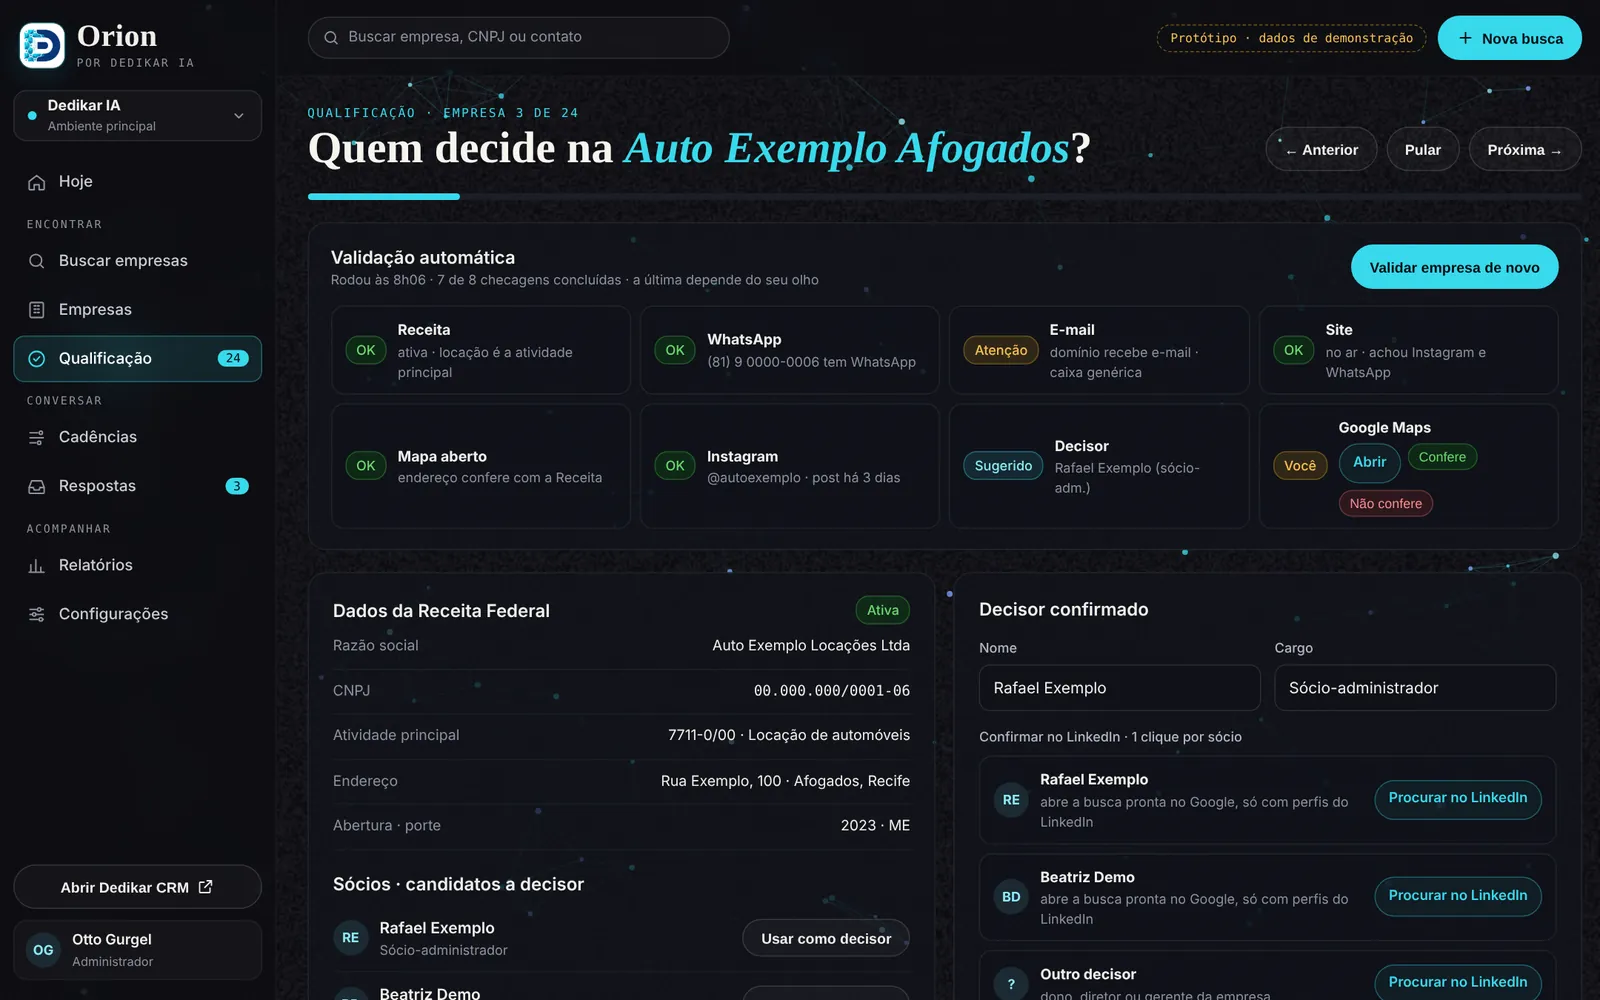 Orion
POR DEDIKAR IA
Dedikar IA
Ambiente principal
Hoje
ENCONTRAR
Buscar empresas
Empresas
Qualificação 24
CONVERSAR
Cadências
Respostas 3
ACOMPANHAR
Relatórios
Configurações
Abrir Dedikar CRM
OG
Otto Gurgel
Administrador
Buscar empresa, CNPJ ou contato
Protótipo · dados de demonstração
+ Nova busca
QUALIFICAÇÃO · EMPRESA 3 DE 24
Quem decide na Auto Exemplo Afogados?
← Anterior
Pular
Próxima →
Validação automática
Rodou às 8h06 · 7 de 8 checagens concluídas · a última depende do seu olho
Validar empresa de novo
OK
Receita
ativa · locação é a atividade
principal
OK
WhatsApp
(81) 9 0000-0006 tem WhatsApp
Atenção
E-mail
domínio recebe e-mail ·
caixa genérica
OK
Site
no ar · achou Instagram e
WhatsApp
OK
Mapa aberto
endereço confere com a Receita
OK
Instagram
@autoexemplo · post há 3 dias
Sugerido
Decisor
Rafael Exemplo (sócio-
adm.)
Você
Google Maps
Abrir
Confere
Não confere
Dados da Receita Federal
Ativa
Razão social Auto Exemplo Locações Ltda
CNPJ 00.000.000/0001-06
Atividade principal 7711-0/00 · Locação de automóveis
Endereço Rua Exemplo, 100 · Afogados, Recife
Abertura · porte 2023 · ME
Sócios · candidatos a decisor
RE
Rafael Exemplo
Sócio-administrador
Usar como decisor
Beatriz Demo
Decisor confirmado
Nome
Cargo
Rafael Exemplo
Sócio-administrador
Confirmar no LinkedIn · 1 clique por sócio
RE
Rafael Exemplo
abre a busca pronta no Google, só com perfis do
LinkedIn
Procurar no LinkedIn
BD
Beatriz Demo
abre a busca pronta no Google, só com perfis do
LinkedIn
Procurar no LinkedIn
?
Outro decisor
dono, diretor ou gerente da empresa
Procurar no LinkedIn